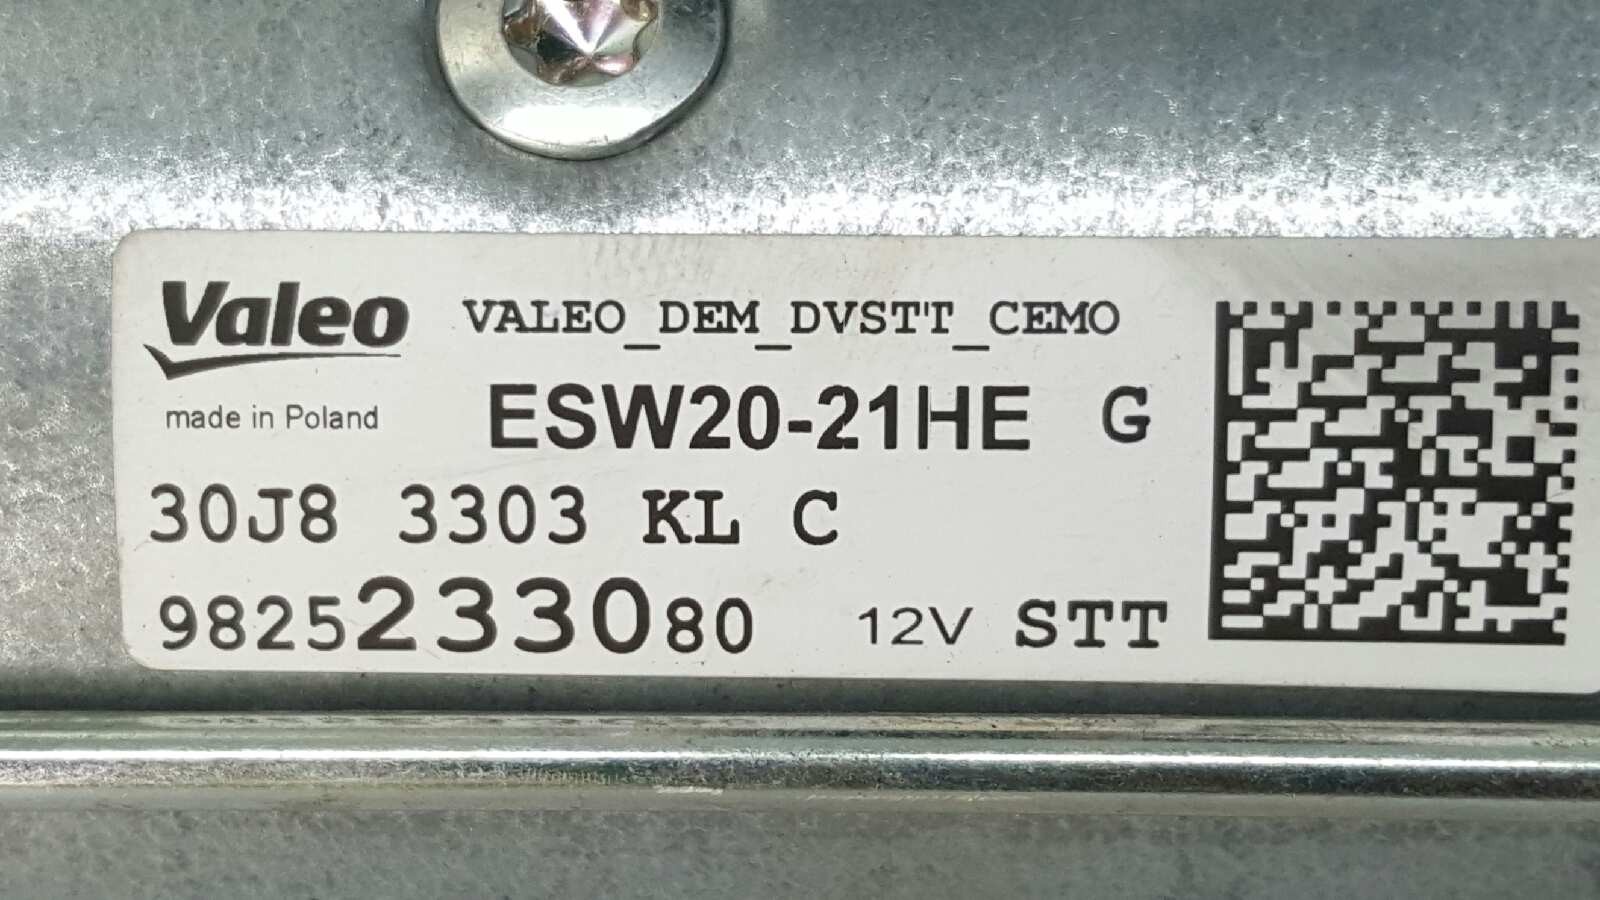 Valeo VALEO_DEM_DVSTT_CEMO
made in Poland ESW20-21HE G
30J8 3303 KL C
9825233080 12V STT